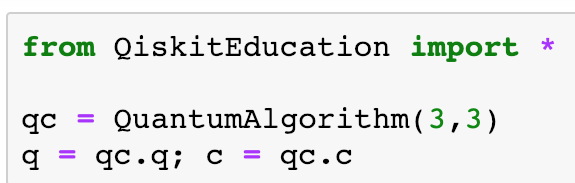 from QiskitEducation import *
qc = QuantumAlgorithm(3,3)
q = qc.q; c = qc.c